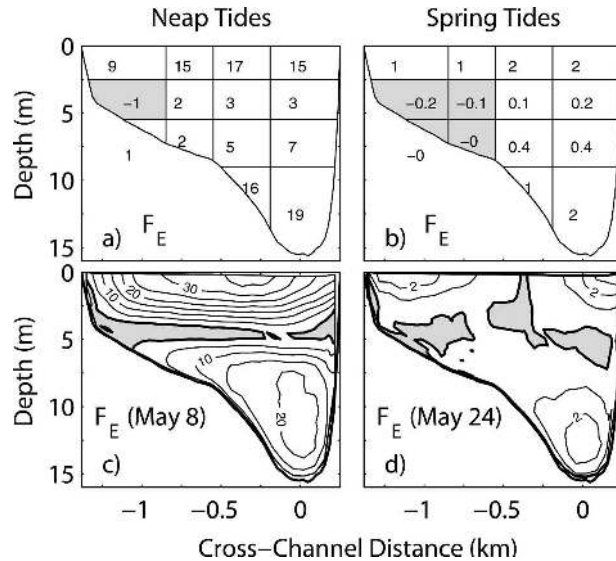 Neap Tides Spring Tides
0
5
10
15
Depth (m)
9 15 17 15
−1 2 3 3
1 2 5 7
16
19
a) F_E
1 1 2 2
−0.2 −0.1 0.1 0.2
−0 −0 0.4 0.4
1
2
b) F_E
0
5
10
15
Depth (m)
10 20 30
10
20
F_E (May 8)
c)
2 2
2
F_E (May 24)
d)
−1 −0.5 0 −1 −0.5 0
Cross−Channel Distance (km)